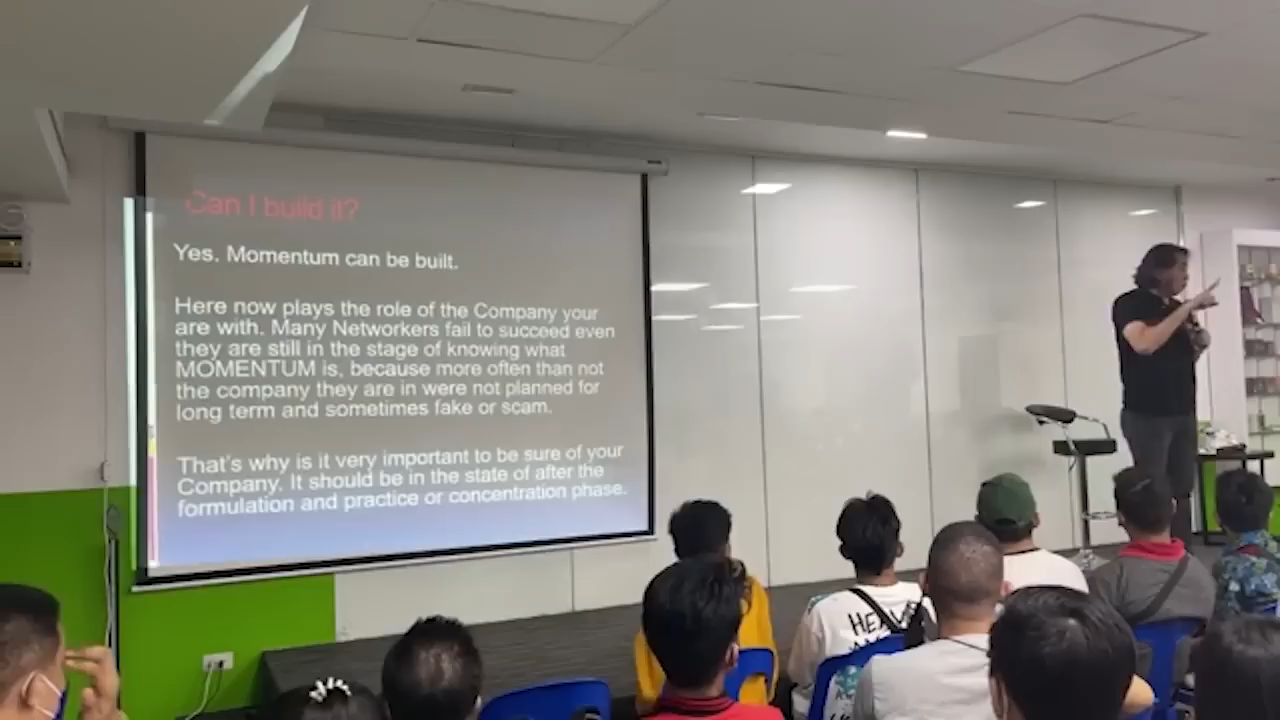 Can I build it?
Yes. Momentum can be built.
Here now plays the role of the Company your
are with. Many Networkers fail to succeed even
they are still in the stage of knowing what
MOMENTUM is, because more often than not
the company they are in were not planned for
long term and sometimes fake or scam.
That's why is it very important to be sure of your
Company. It should be in the state of after the
formulation and practice or concentration phase.